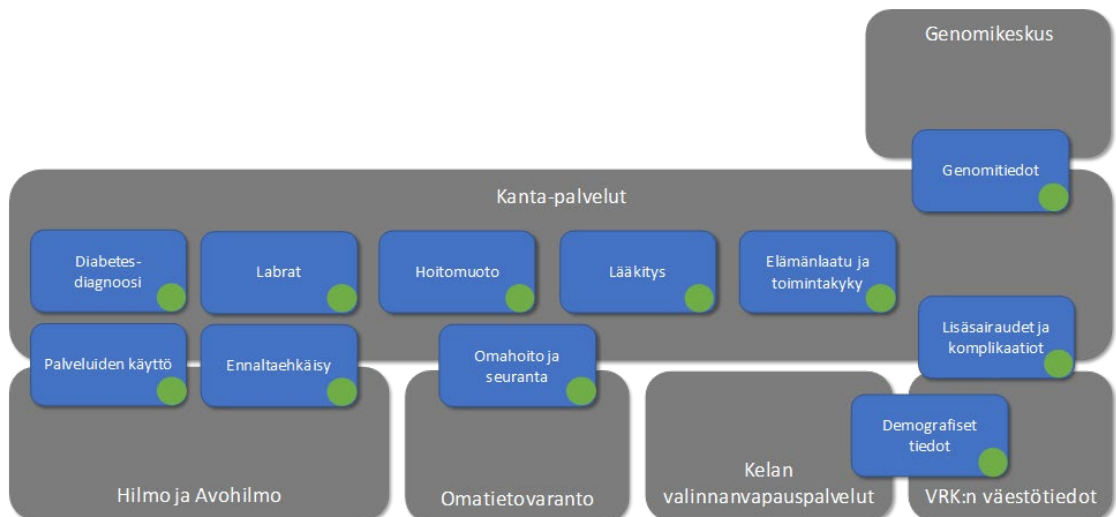 Genomikeskus
Genomitiedot
Kanta-palvelut
Diabetes-
diagnoosi
Labrat
Hoitomuoto
Lääkitys
Elämänlaatu ja
toimintakyky
Lisäsairaudet ja
komplikaatiot
Palveluiden käyttö
Ennaltaehkäisy
Omahoito ja
seuranta
Demografiset
tiedot
Hilmo ja Avohilmo
Omatietovaranto
Kelan
valinnanvapauspalvelut
VRK:n väestötiedot